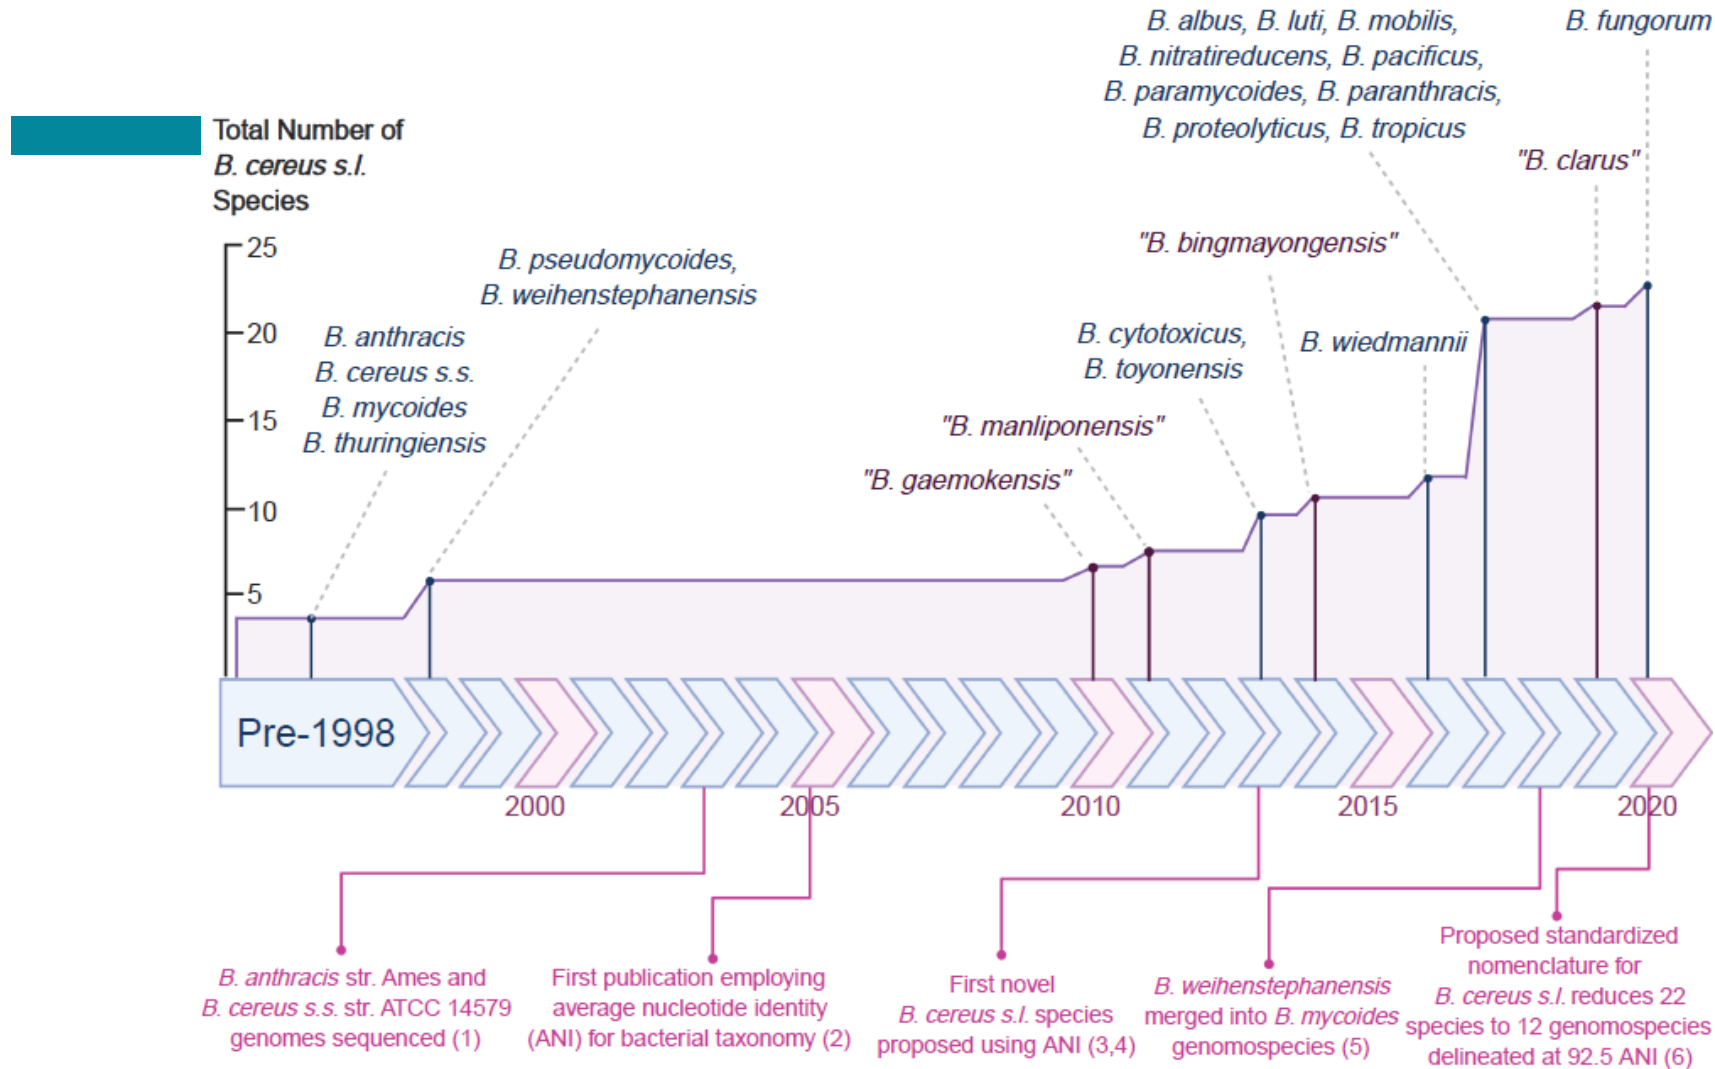 B. albus, B. luti, B. mobilis,
B. nitratireducens, B. pacificus,
B. paramycoides, B. paranthracis,
B. proteolyticus, B. tropicus
B. fungorum
"B. clarus"
Total Number of
B. cereus s.l.
Species
"B. bingmayongensis"
B. pseudomycoides,
B. weihenstephanensis
B. anthracis
B. cereus s.s.
B. mycoides
B. thuringiensis
B. cytotoxicus,
B. toyonensis
B. wiedmannii
"B. manliponensis"
"B. gaemokensis"
25
20
15
10
5
Pre-1998
2000
2005
2010
2015
2020
B. anthracis str. Ames and
B. cereus s.s. str. ATCC 14579
genomes sequenced (1)
First publication employing
average nucleotide identity
(ANI) for bacterial taxonomy (2)
First novel
B. cereus s.l. species
proposed using ANI (3,4)
B. weihenstephanensis
merged into B. mycoides
genomospecies (5)
Proposed standardized
nomenclature for
B. cereus s.l. reduces 22
species to 12 genomospecies
delineated at 92.5 ANI (6)